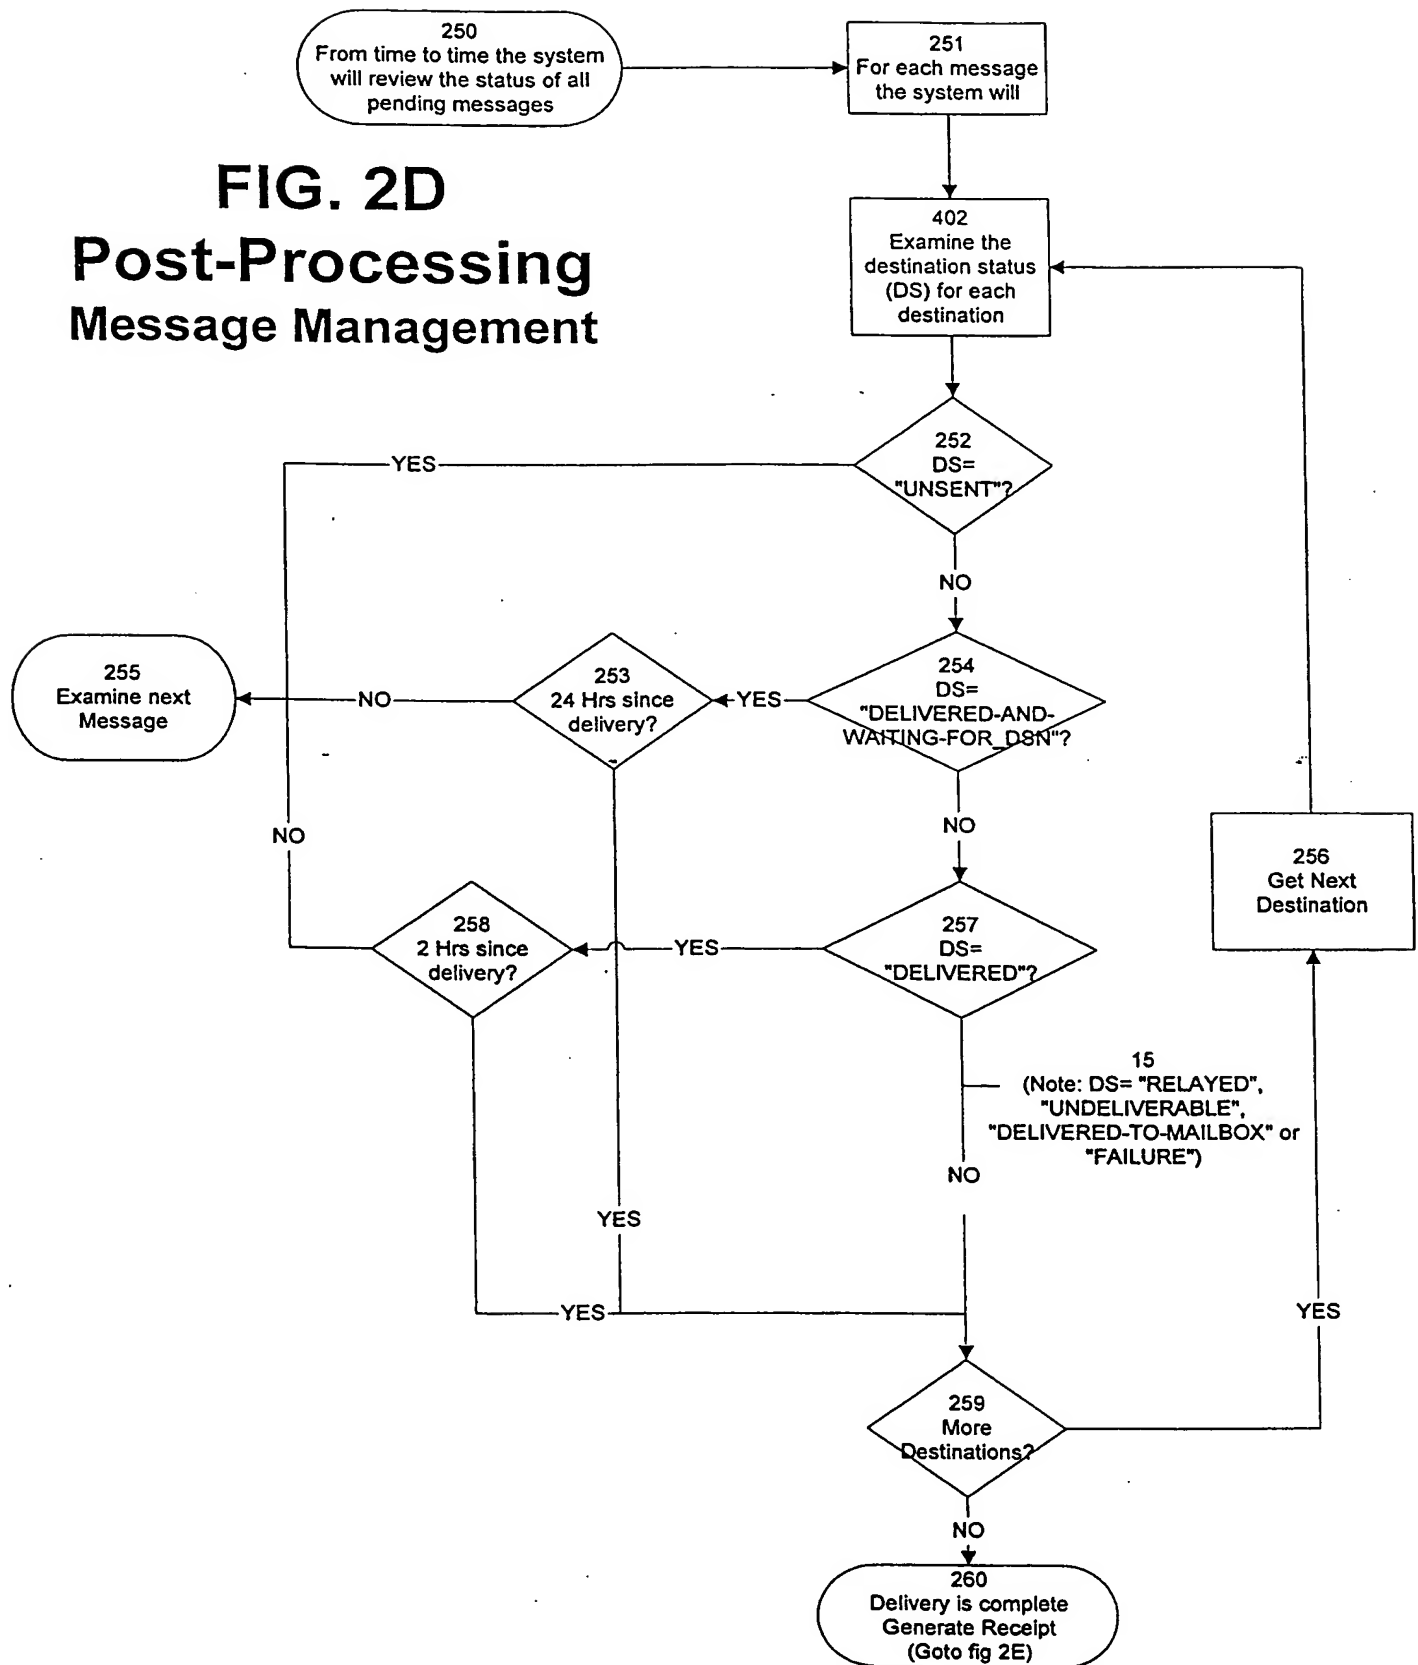 250
From time to time the system
will review the status of all
pending messages
251
For each message
the system will
FIG. 2D
Post-Processing
Message Management
402
Examine the
destination status
(DS) for each
destination
252
DS=
"UNSENT"?
YES
NO
255
Examine next
Message
NO
253
24 Hrs since
delivery?
YES
254
DS=
"DELIVERED-AND-
WAITING-FOR_DSN"?
NO
NO
256
Get Next
Destination
258
2 Hrs since
delivery?
YES
257
DS=
"DELIVERED"?
15
(Note: DS= "RELAYED",
"UNDELIVERABLE",
"DELIVERED-TO-MAILBOX" or
"FAILURE")
NO
YES
YES
YES
259
More
Destinations?
NO
260
Delivery is complete
Generate Receipt
(Goto fig 2E)